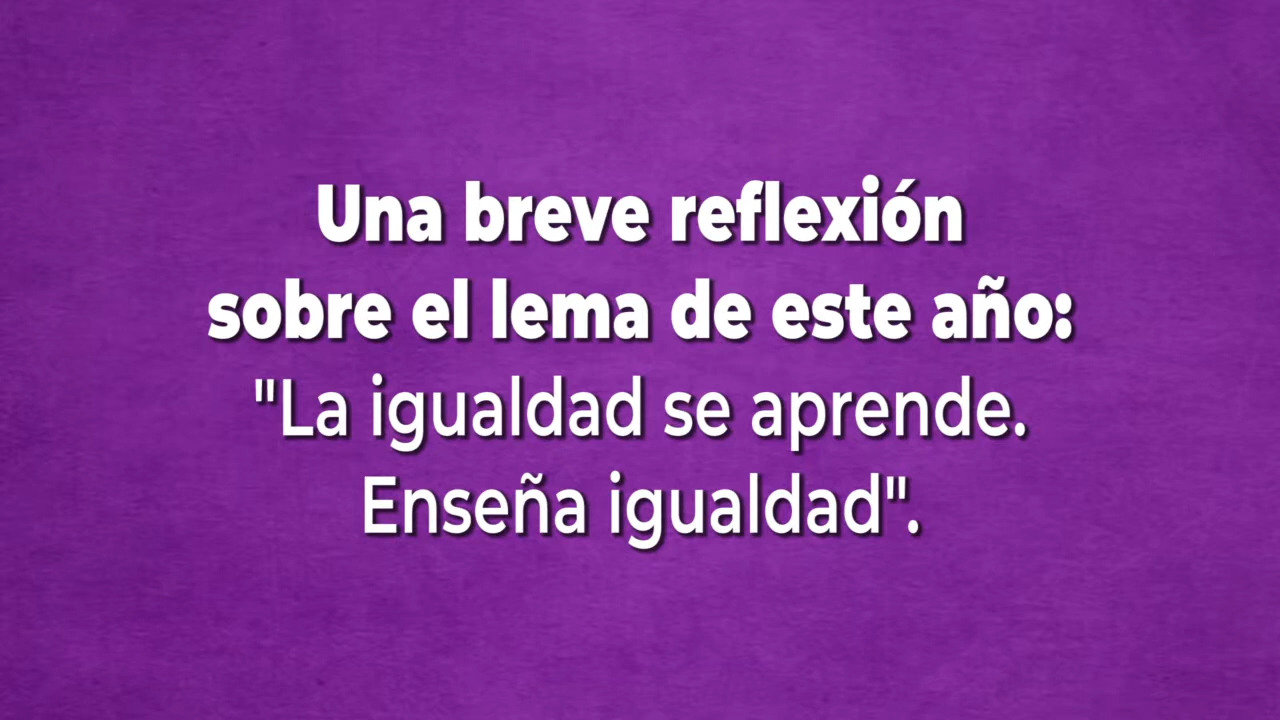 Una breve reflexión
sobre el lema de este año:
"La igualdad se aprende.
Enseña igualdad".